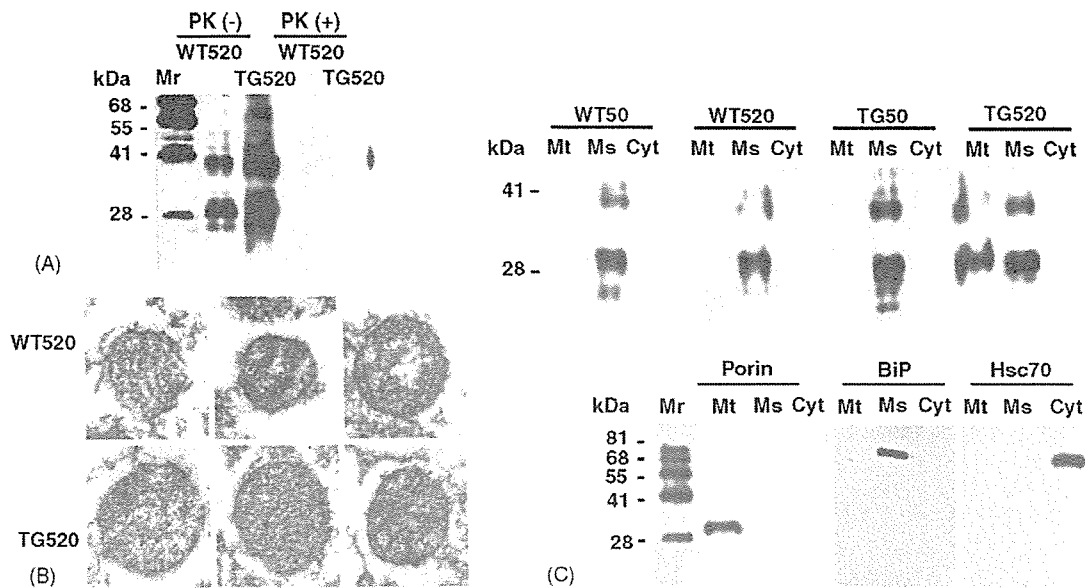 PK (-) PK (+)
WT520 WT520
kDa Mr TG520 TG520
68 -
55 -
41 -
28 -
(A)
WT520
TG520
(B)
WT50 WT520 TG50 TG520
kDa Mt Ms Cyt Mt Ms Cyt Mt Ms Cyt Mt Ms Cyt
41 -
28 -
Porin BiP Hsc70
kDa Mr Mt Ms Cyt Mt Ms Cyt Mt Ms Cyt
81 -
68 -
55 -
41 -
28 -
(C)